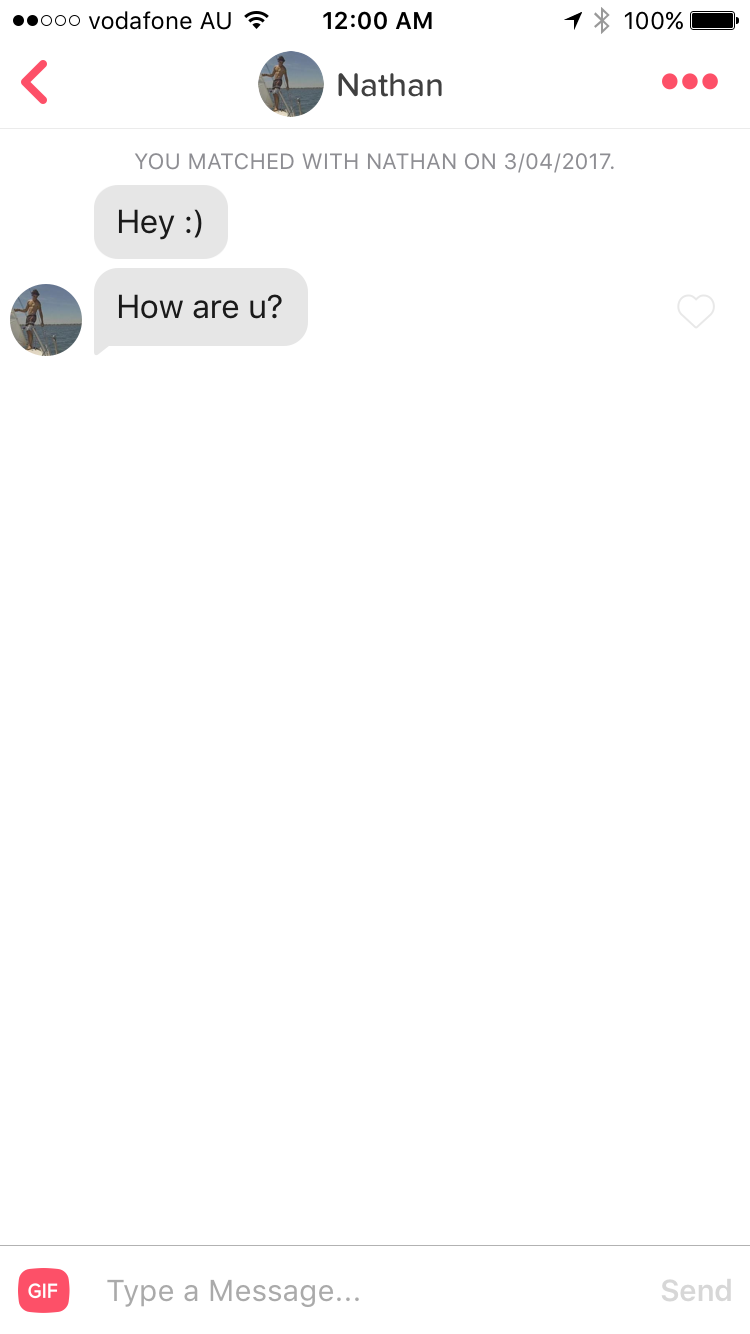 vodafone AU 12:00 AM 100%
Nathan
YOU MATCHED WITH NATHAN ON 3/04/2017.
Hey :)
How are u?
GIF Type a Message... Send